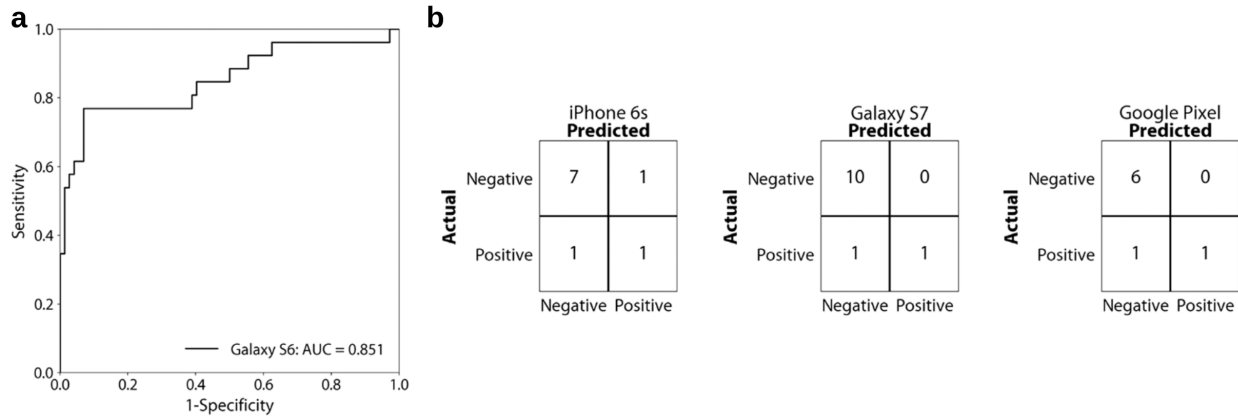 a
1.0
0.8
0.6
0.4
0.2
0.0
Sensitivity
0.0 0.2 0.4 0.6 0.8 1.0
1-Specificity
Galaxy S6: AUC = 0.851
b
iPhone 6s
Predicted
Actual
Negative 7 1
Positive 1 1
Negative Positive
Galaxy S7
Predicted
Actual
Negative 10 0
Positive 1 1
Negative Positive
Google Pixel
Predicted
Actual
Negative 6 0
Positive 1 1
Negative Positive